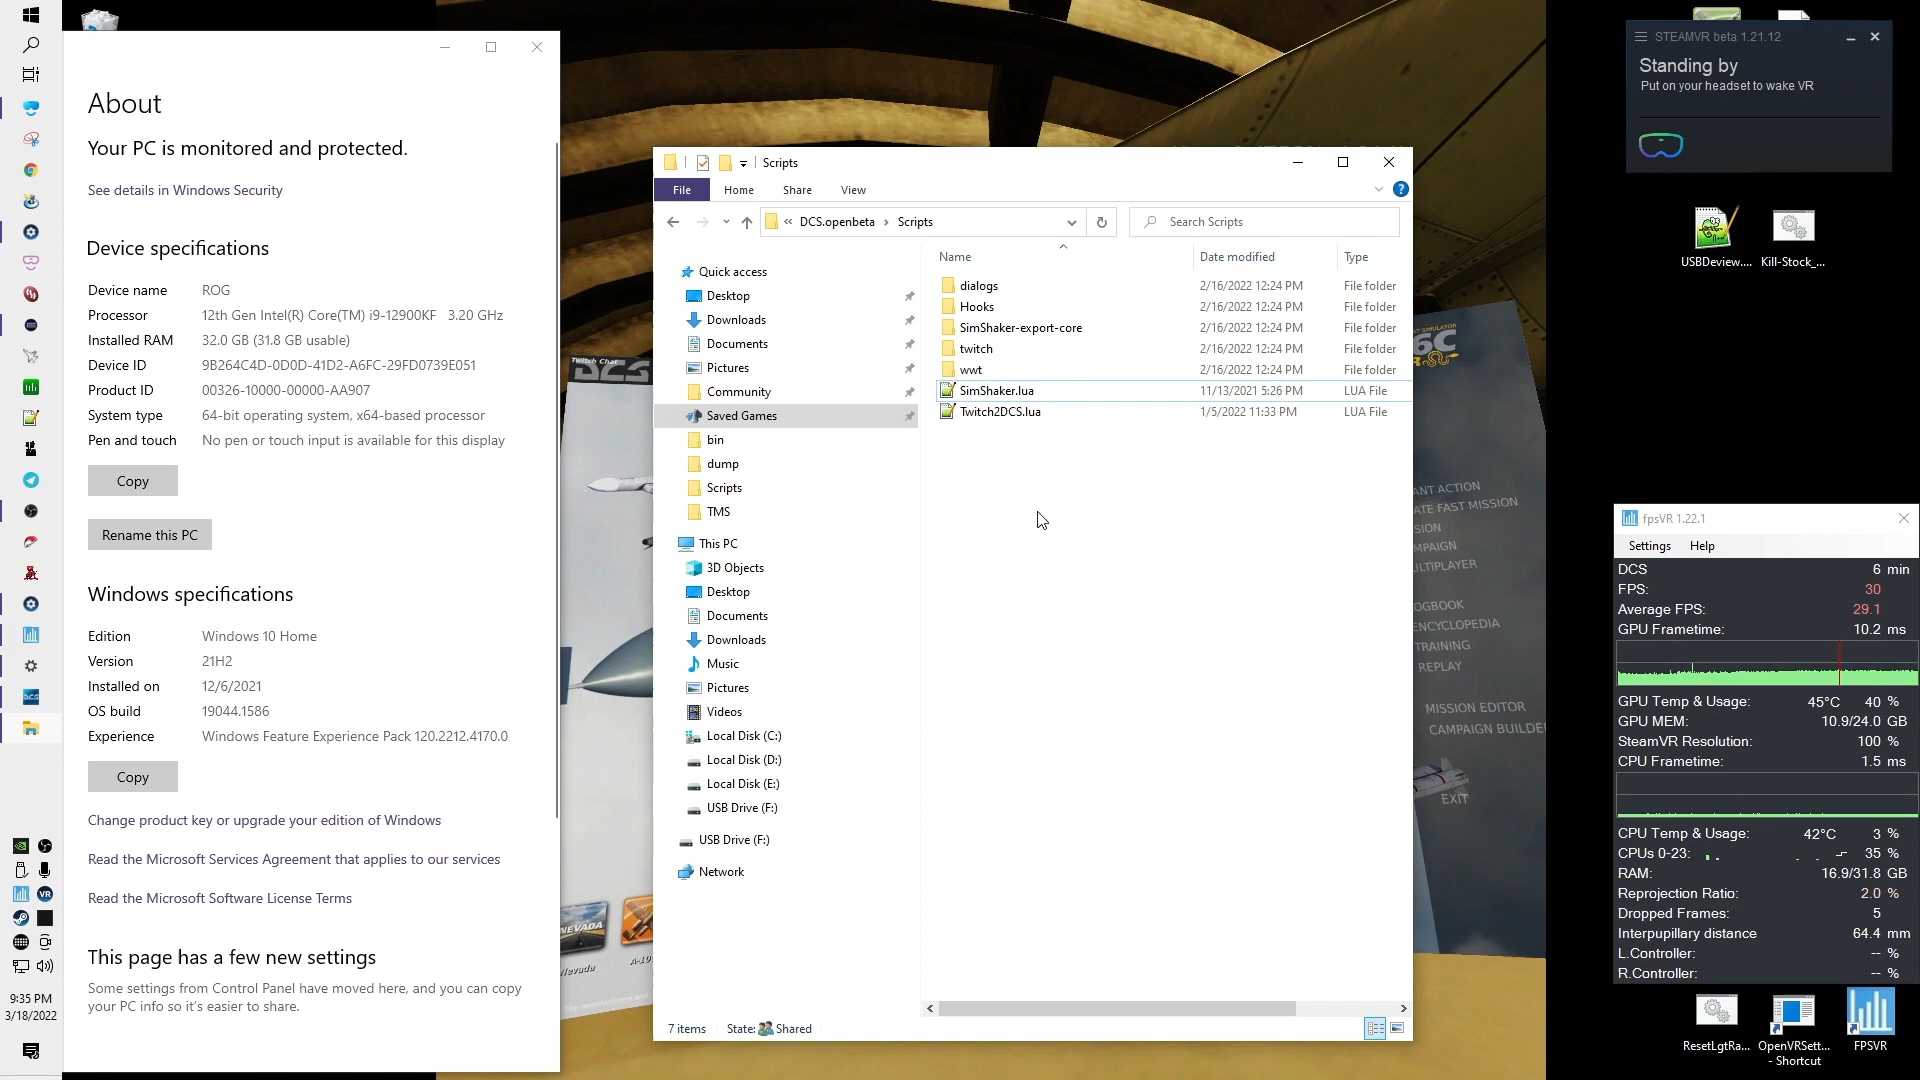 About
Your PC is monitored and protected.
See details in Windows Security
Device specifications
Device name ROG
Processor 12th Gen Intel(R) Core(TM) i9-12900KF 3.20 GHz
Installed RAM 32.0 GB (31.8 GB usable)
Device ID 9B264C4D-0D0D-41D2-A6FC-29FD0739E051
Product ID 00326-10000-00000-AA907
System type 64-bit operating system, x64-based processor
Pen and touch No pen or touch input is available for this display
Copy
Rename this PC
Windows specifications
Edition Windows 10 Home
Version 21H2
Installed on 12/6/2021
OS build 19044.1586
Experience Windows Feature Experience Pack 120.2212.4170.0
Copy
Change product key or upgrade your edition of Windows
Read the Microsoft Services Agreement that applies to our services
Read the Microsoft Software License Terms
This page has a few new settings
Some settings from Control Panel have moved here, and you can copy
your PC info so it's easier to share.
9:35 PM
3/18/2022
Twitch Chat
DCS
NEVADA
Nevada
Scripts
File Home Share View
« DCS.openbeta › Scripts
Search Scripts
Quick access
Desktop
Downloads
Documents
Pictures
Community
Saved Games
bin
dump
Scripts
TMS
This PC
3D Objects
Desktop
Documents
Downloads
Music
Pictures
Videos
Local Disk (C:)
Local Disk (D:)
Local Disk (E:)
USB Drive (F:)
USB Drive (F:)
Network
Name Date modified Type
dialogs 2/16/2022 12:24 PM File folder
Hooks 2/16/2022 12:24 PM File folder
SimShaker-export-core 2/16/2022 12:24 PM File folder
twitch 2/16/2022 12:24 PM File folder
wwt 2/16/2022 12:24 PM File folder
SimShaker.lua 11/13/2021 5:26 PM LUA File
Twitch2DCS.lua 1/5/2022 11:33 PM LUA File
7 items State: Shared
SIMULATOR
6C
ANT ACTION
ATE FAST MISSION
SION
MPAIGN
ULTIPLAYER
OGBOOK
ENCYCLOPEDIA
TRAINING
REPLAY
MISSION EDITOR
CAMPAIGN BUILDER
EXIT
STEAMVR beta 1.21.12
Standing by
Put on your headset to wake VR
USBDeview....
Kill-Stock_...
fpsVR 1.22.1
Settings Help
DCS 6 min
FPS: 30
Average FPS: 29.1
GPU Frametime: 10.2 ms
GPU Temp & Usage: 45°C 40 %
GPU MEM: 10.9/24.0 GB
SteamVR Resolution: 100 %
CPU Frametime: 1.5 ms
CPU Temp & Usage: 42°C 3 %
CPUs 0-23: 35 %
RAM: 16.9/31.8 GB
Reprojection Ratio: 2.0 %
Dropped Frames: 5
Interpupillary distance 64.4 mm
L.Controller: -- %
R.Controller: -- %
ResetLgtRa...
OpenVRSett...
- Shortcut
FPSVR